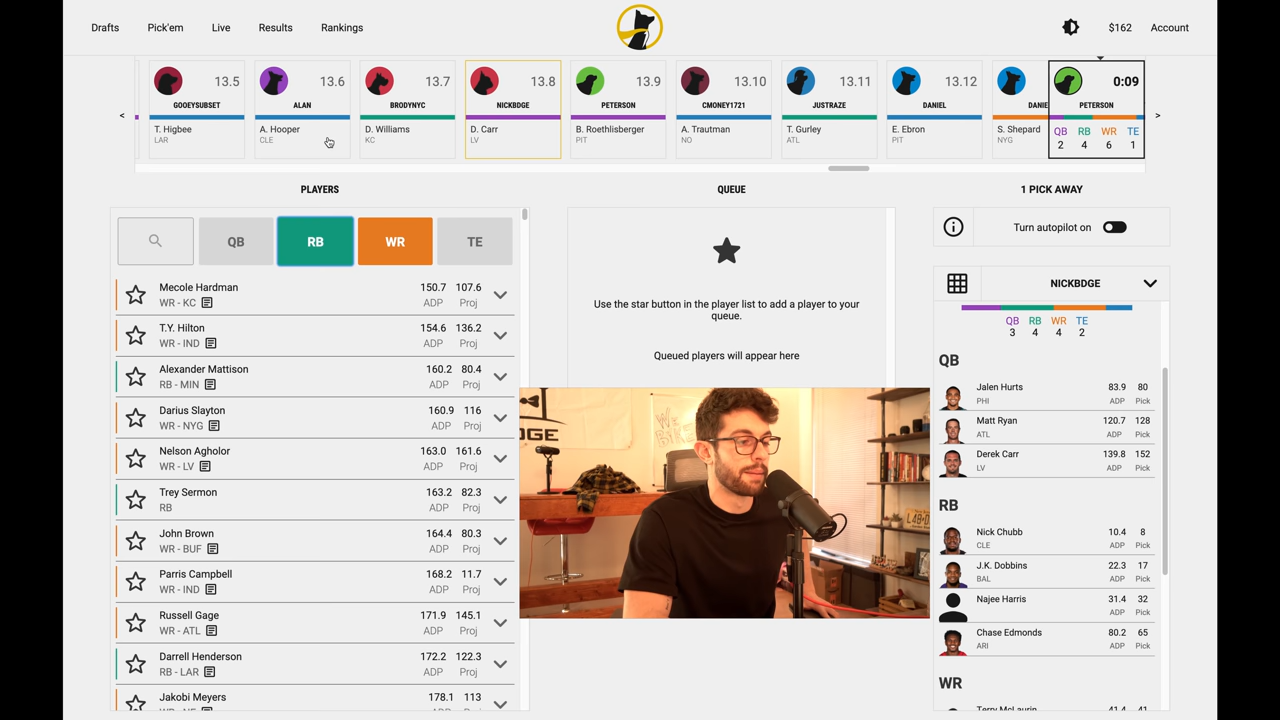 Drafts Pick'em Live Results Rankings $162 Account
< 13.5 13.6 13.7 13.8 13.9 13.10 13.11 13.12 0:09 >
GOOEYSUBSET ALAN BRODYNYC NICKBDGE PETERSON CMONEY1721 JUSTRAZE DANIEL DANIE PETERSON
T. Higbee A. Hooper D. Williams D. Carr B. Roethlisberger A. Trautman T. Gurley E. Ebron S. Shepard QB RB WR TE
LAR CLE KC LV PIT NO ATL PIT NYG 2 4 6 1
PLAYERS QUEUE 1 PICK AWAY
QB RB WR TE
Mecole Hardman 150.7 107.6
WR - KC ADP Proj
T.Y. Hilton 154.6 136.2
WR - IND ADP Proj
Alexander Mattison 160.2 80.4
RB - MIN ADP Proj
Darius Slayton 160.9 116
WR - NYG ADP Proj
Nelson Agholor 163.0 161.6
WR - LV ADP Proj
Trey Sermon 163.2 82.3
RB ADP Proj
John Brown 164.4 80.3
WR - BUF ADP Proj
Parris Campbell 168.2 11.7
WR - IND ADP Proj
Russell Gage 171.9 145.1
WR - ATL ADP Proj
Darrell Henderson 172.2 122.3
RB - LAR ADP Proj
Jakobi Meyers 178.1 113
Use the star button in the player list to add a player to your
queue.
Queued players will appear here
Turn autopilot on
NICKBDGE
QB RB WR TE
3 4 4 2
QB
Jalen Hurts 83.9 80
PHI ADP Pick
Matt Ryan 120.7 128
ATL ADP Pick
Derek Carr 139.8 152
LV ADP Pick
RB
Nick Chubb 10.4 8
CLE ADP Pick
J.K. Dobbins 22.3 17
BAL ADP Pick
Najee Harris 31.4 32
ADP Pick
Chase Edmonds 80.2 65
ARI ADP Pick
WR
Terry McLaurin 41.4 41